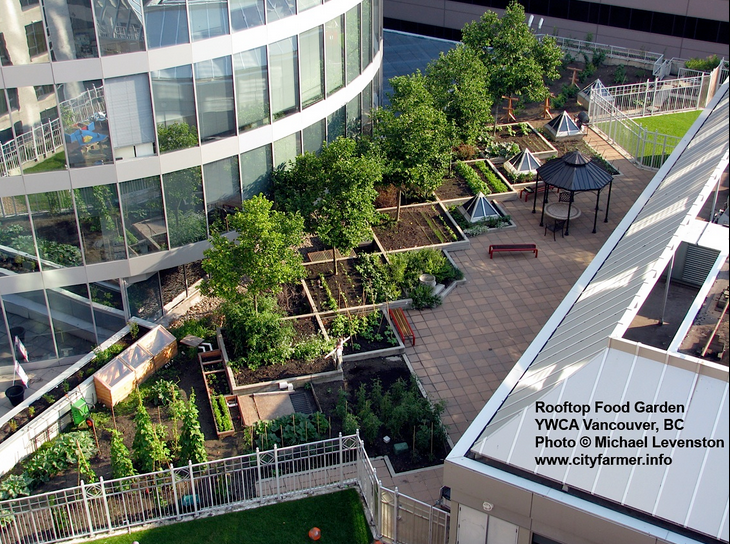 Rooftop Food Garden
YWCA Vancouver, BC
Photo © Michael Levenston
www.cityfarmer.info